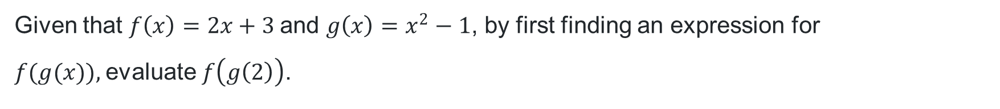 Given that f(x) = 2x + 3 and g(x) = x² − 1, by first finding an expression for
f(g(x)), evaluate f(g(2)).